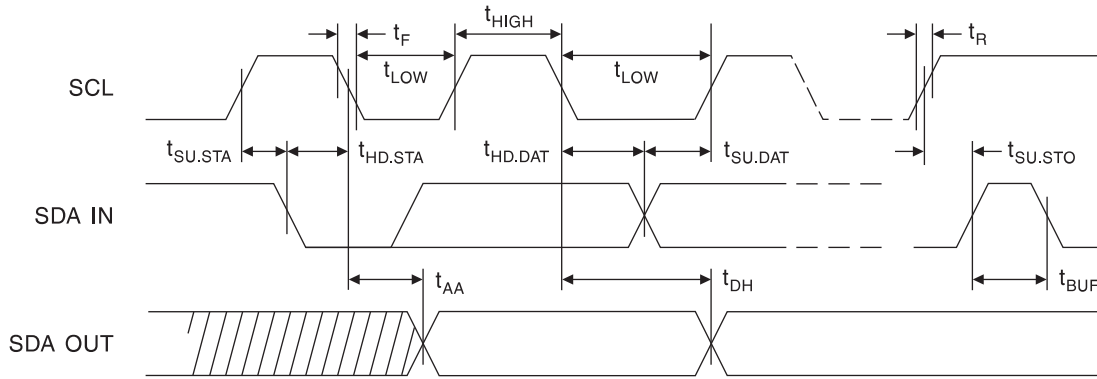 t_HIGH
t_F
t_R
t_LOW
t_LOW
SCL
t_SU.STA
t_HD.STA
t_HD.DAT
t_SU.DAT
t_SU.STO
SDA IN
t_AA
t_DH
t_BUF
SDA OUT